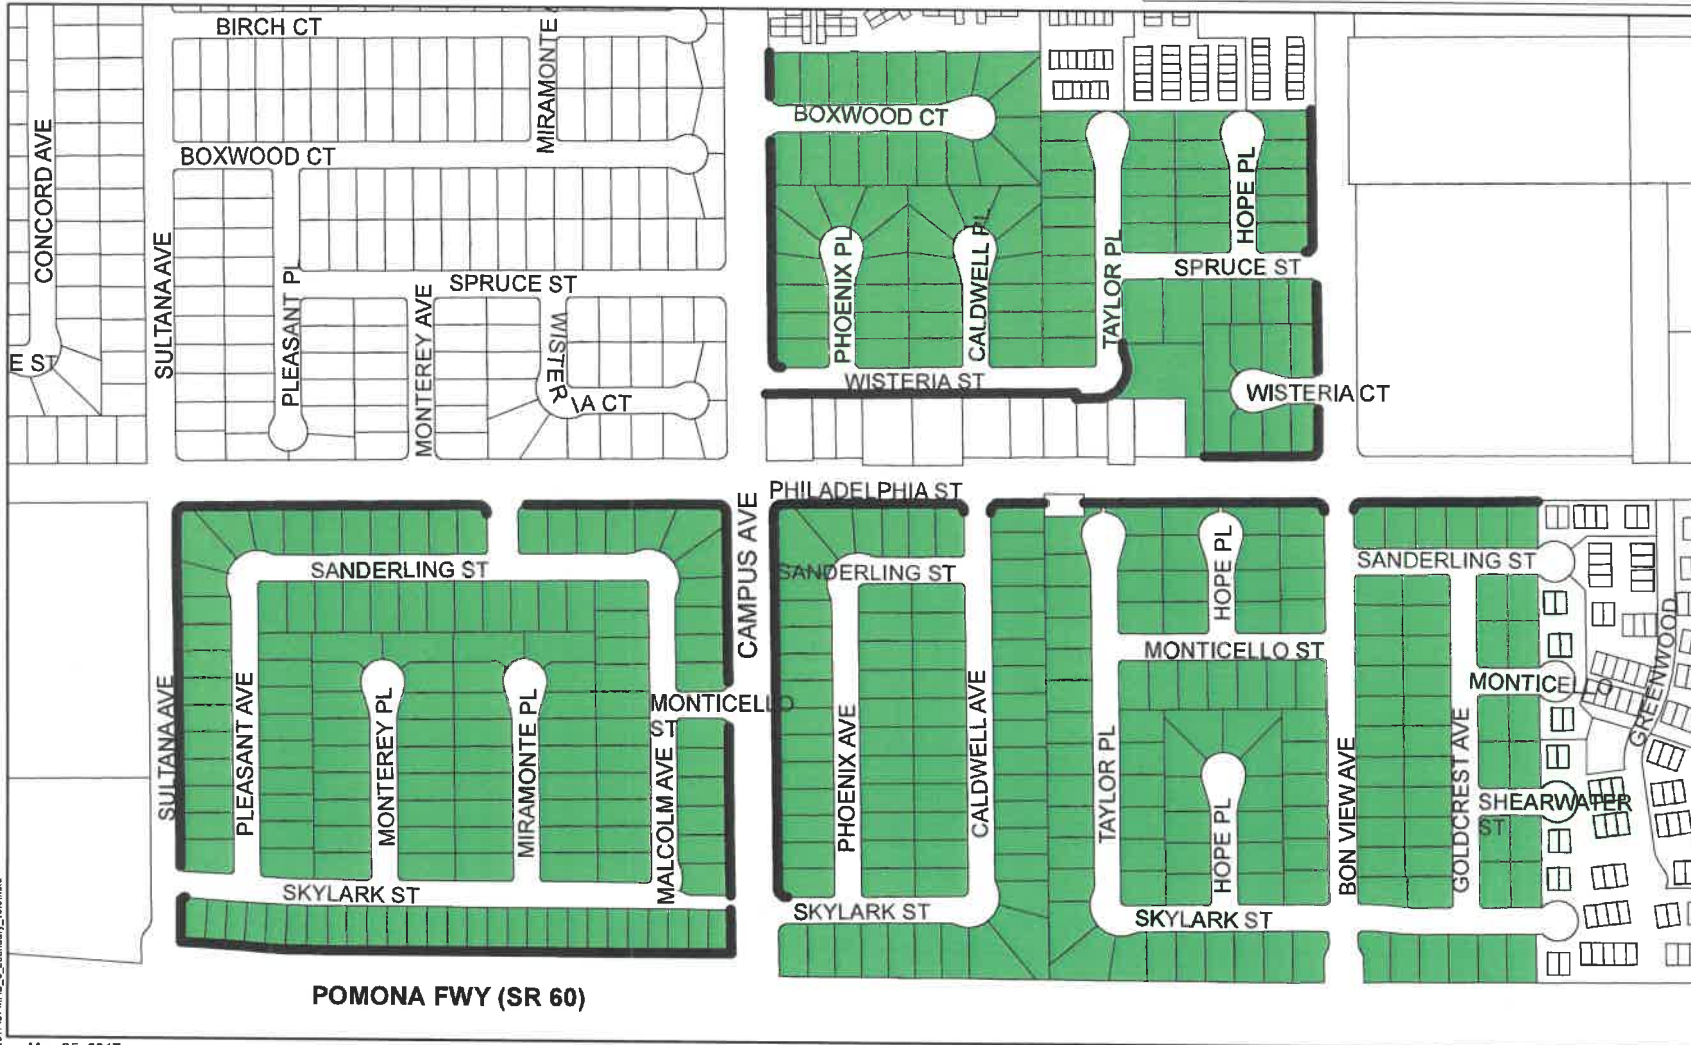 BIRCH CT
MIRAMONTE
BOXWOOD CT
CONCORD AVE
BOXWOOD CT
HOPE PL
SULTANA AVE
PLEASANT PL
SPRUCE ST
MONTEREY AVE
WISTERIA CT
E ST
PHOENIX PL
CALDWELL PL
TAYLOR PL
SPRUCE ST
WISTERIA ST
WISTERIA CT
PHILADELPHIA ST
CAMPUS AVE
SANDERLING ST
SANDERLING ST
HOPE PL
SANDERLING ST
MONTICELLO ST
GREENWOOD
SULTANA AVE
PLEASANT AVE
MONTEREY PL
MIRAMONTE PL
MONTICELLO
ST
MALCOLM AVE
PHOENIX AVE
CALDWELL AVE
TAYLOR PL
HOPE PL
BON VIEW AVE
GOLDCREST AVE
MONTICELLO
SHEARWATER
ST
SKYLARK ST
SKYLARK ST
SKYLARK ST
POMONA FWY (SR 60)